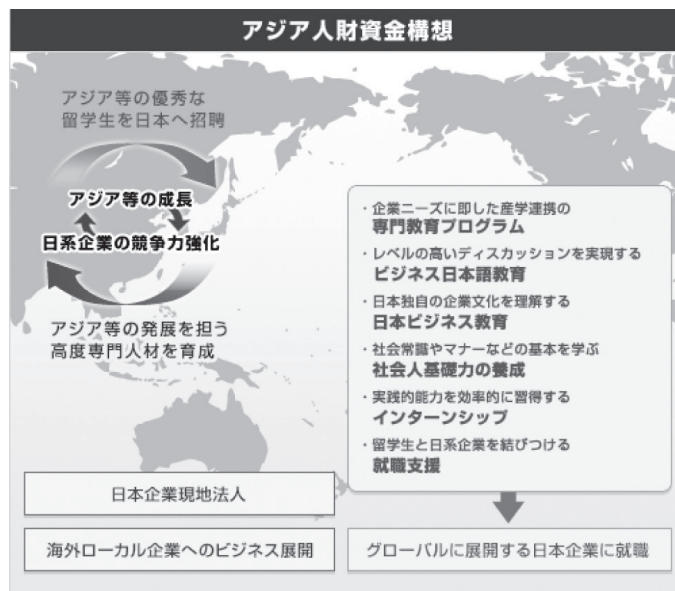 アジア人財資金構想
アジア等の優秀な
留学生を日本へ招聘
アジア等の成長
日系企業の競争力強化
アジア等の発展を担う
高度専門人材を育成
・企業ニーズに即した産学連携の
専門教育プログラム
・レベルの高いディスカッションを実現する
ビジネス日本語教育
・日本独自の企業文化を理解する
日本ビジネス教育
・社会常識やマナーなどの基本を学ぶ
社会人基礎力の養成
・実践的能力を効率的に習得する
インターンシップ
・留学生と日系企業を結びつける
就職支援
日本企業現地法人
海外ローカル企業へのビジネス展開
グローバルに展開する日本企業に就職